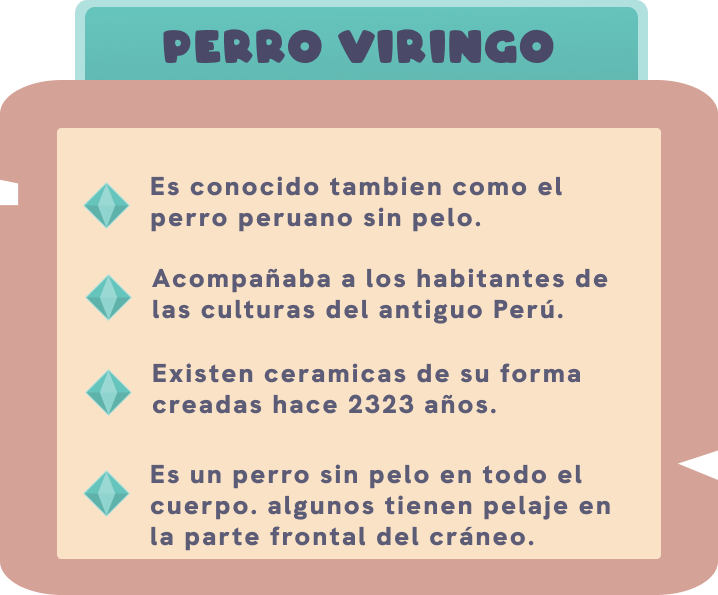 PERRO VIRINGO
Es conocido tambien como el
perro peruano sin pelo.
Acompañaba a los habitantes de
las culturas del antiguo Perú.
Existen ceramicas de su forma
creadas hace 2323 años.
Es un perro sin pelo en todo el
cuerpo. algunos tienen pelaje en
la parte frontal del cráneo.